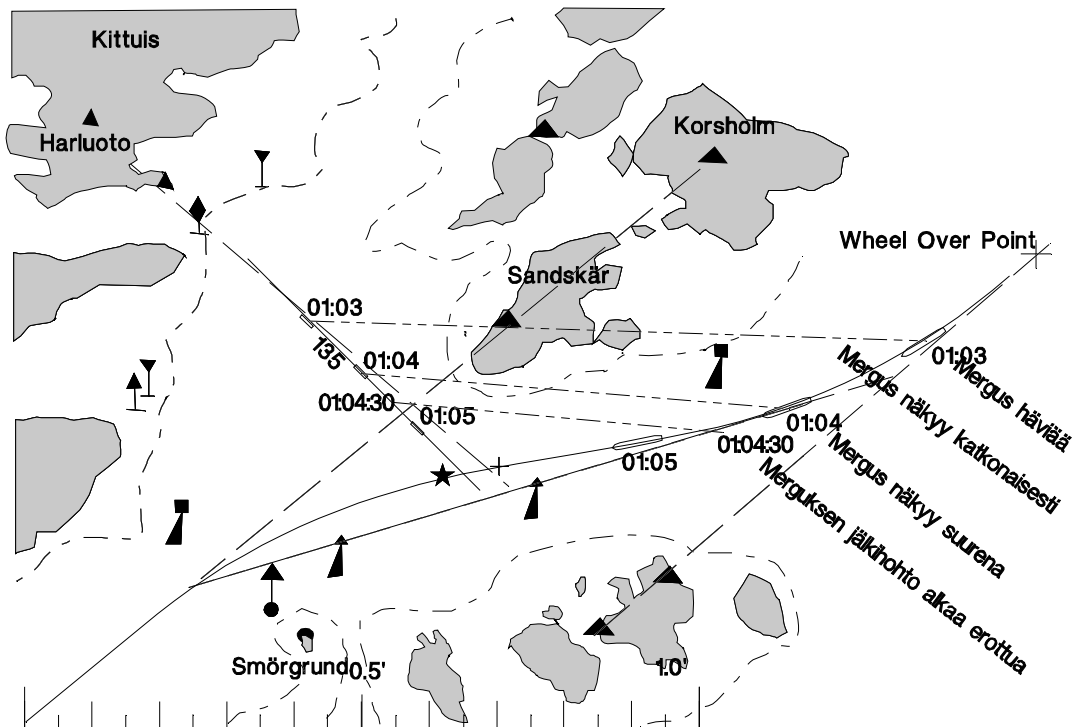 Kittuis
Harluoto
Korsholm
Wheel Over Point
Sandskär
01:03
135
01:04
01:04:30
01:05
01:03
01:04
01:04:30
01:05
Mergus häviää
Mergus näkyy katkonaisesti
Mergus näkyy suurena
Merguksen jälkihohto alkaa erottua
Smörgrund
0.5'
1.0'